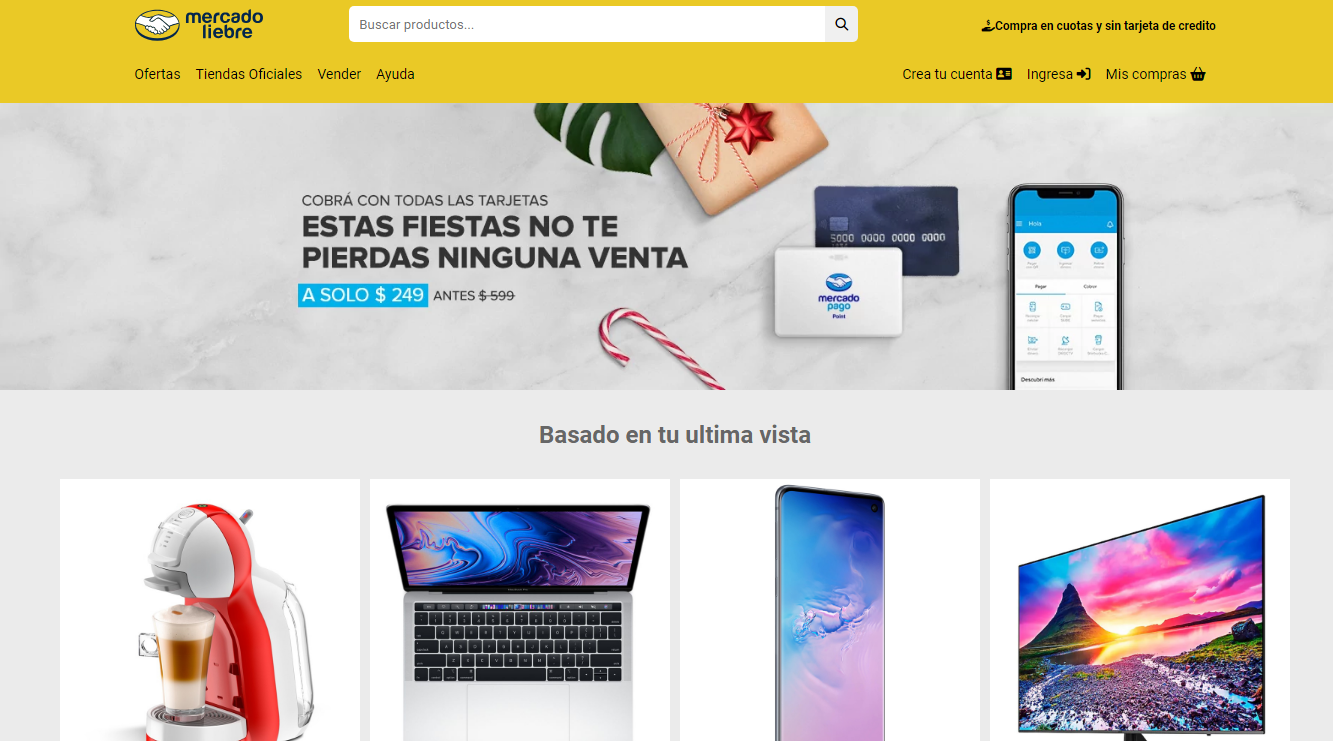 mercado
liebre
Buscar productos...
Compra en cuotas y sin tarjeta de credito
Ofertas Tiendas Oficiales Vender Ayuda
Crea tu cuenta Ingresa Mis compras
COBRÁ CON TODAS LAS TARJETAS
ESTAS FIESTAS NO TE
PIERDAS NINGUNA VENTA
A SOLO $ 249 ANTES $ 599
5000 0000 0000 0000
mercado
pago
Point
Hola
Pagar Cobrar
Descubrí más
Basado en tu ultima vista